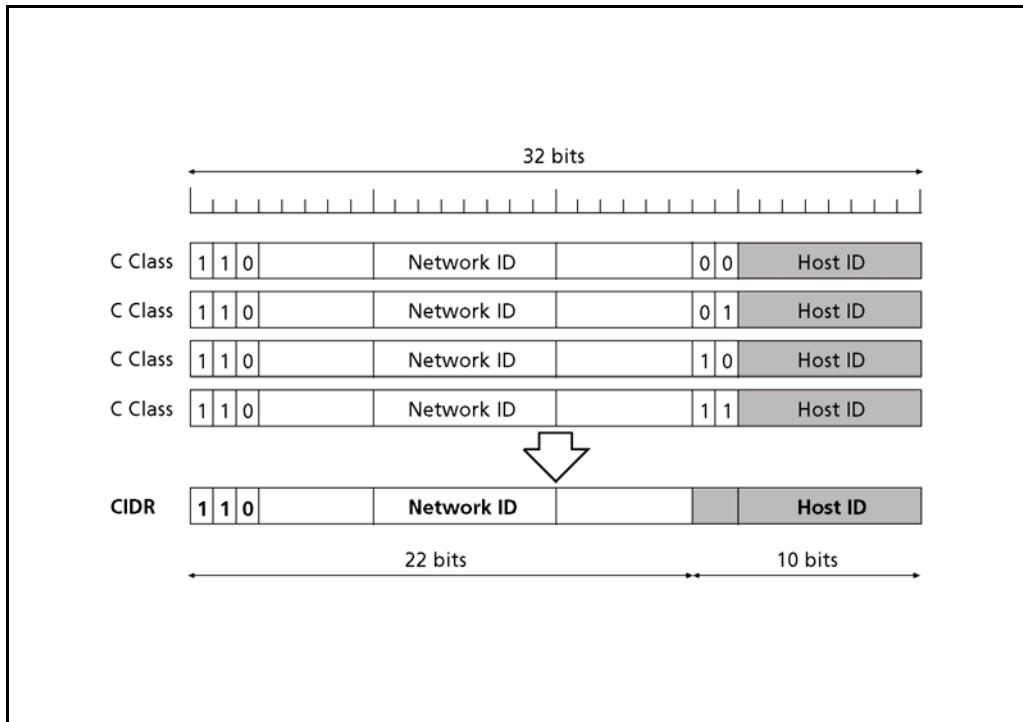 32 bits
C Class 1 1 0 Network ID 0 0 Host ID
C Class 1 1 0 Network ID 0 1 Host ID
C Class 1 1 0 Network ID 1 0 Host ID
C Class 1 1 0 Network ID 1 1 Host ID
CIDR 1 1 0 Network ID Host ID
22 bits 10 bits